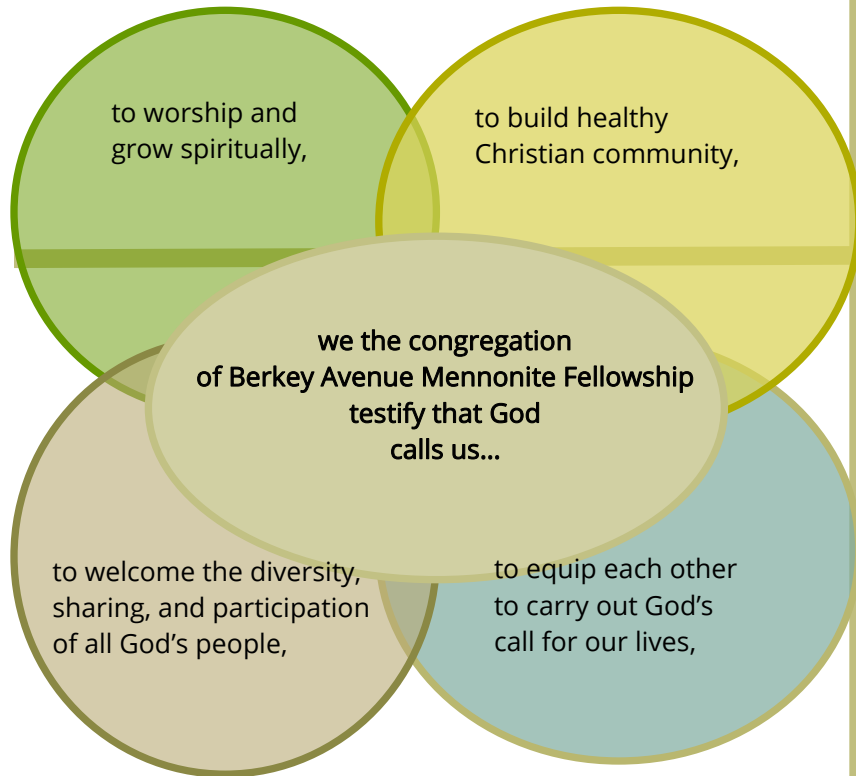 to worship and
grow spiritually,
to build healthy
Christian community,
we the congregation
of Berkey Avenue Mennonite Fellowship
testify that God
calls us...
to welcome the diversity,
sharing, and participation
of all God's people,
to equip each other
to carry out God's
call for our lives,